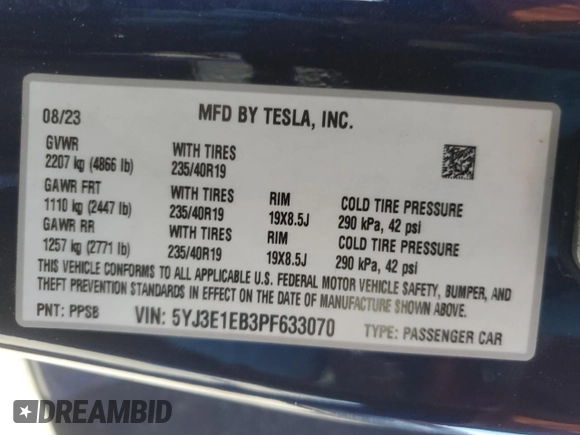 08/23 MFD BY TESLA, INC.
GVWR WITH TIRES
2207 kg (4866 lb) 235/40R19
GAWR FRT WITH TIRES RIM COLD TIRE PRESSURE
1110 kg (2447 lb) 235/40R19 19X8.5J 290 kPa, 42 psi
GAWR RR WITH TIRES RIM COLD TIRE PRESSURE
1257 kg (2771 lb) 235/40R19 19X8.5J 290 kPa, 42 psi
THIS VEHICLE CONFORMS TO ALL APPLICABLE U.S. FEDERAL MOTOR VEHICLE SAFETY, BUMPER, AND
THEFT PREVENTION STANDARDS IN EFFECT ON THE DATE OF MANUFACTURE SHOWN ABOVE.
PNT: PPSB VIN: 5YJ3E1EB3PF633070 TYPE: PASSENGER CAR
DREAMBID